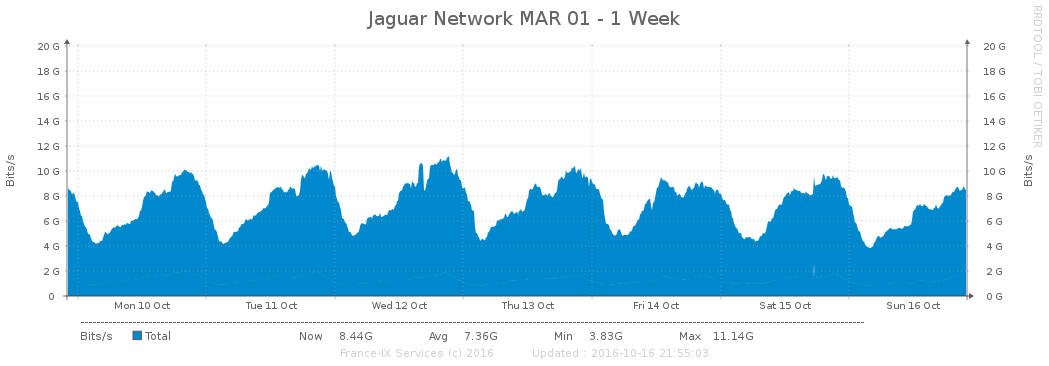 Jaguar Network MAR 01 - 1 Week
RRDTOOL / TOBI OETIKER
Bits/s
Bits/s
20 G 20 G
18 G 18 G
16 G 16 G
14 G 14 G
12 G 12 G
10 G 10 G
8 G 8 G
6 G 6 G
4 G 4 G
2 G 2 G
0 0 G
Mon 10 Oct Tue 11 Oct Wed 12 Oct Thu 13 Oct Fri 14 Oct Sat 15 Oct Sun 16 Oct
Bits/s Total Now 8.44G Avg 7.36G Min 3.83G Max 11.14G
France-IX Services (c) 2016 Updated : 2016-10-16 21:55:03